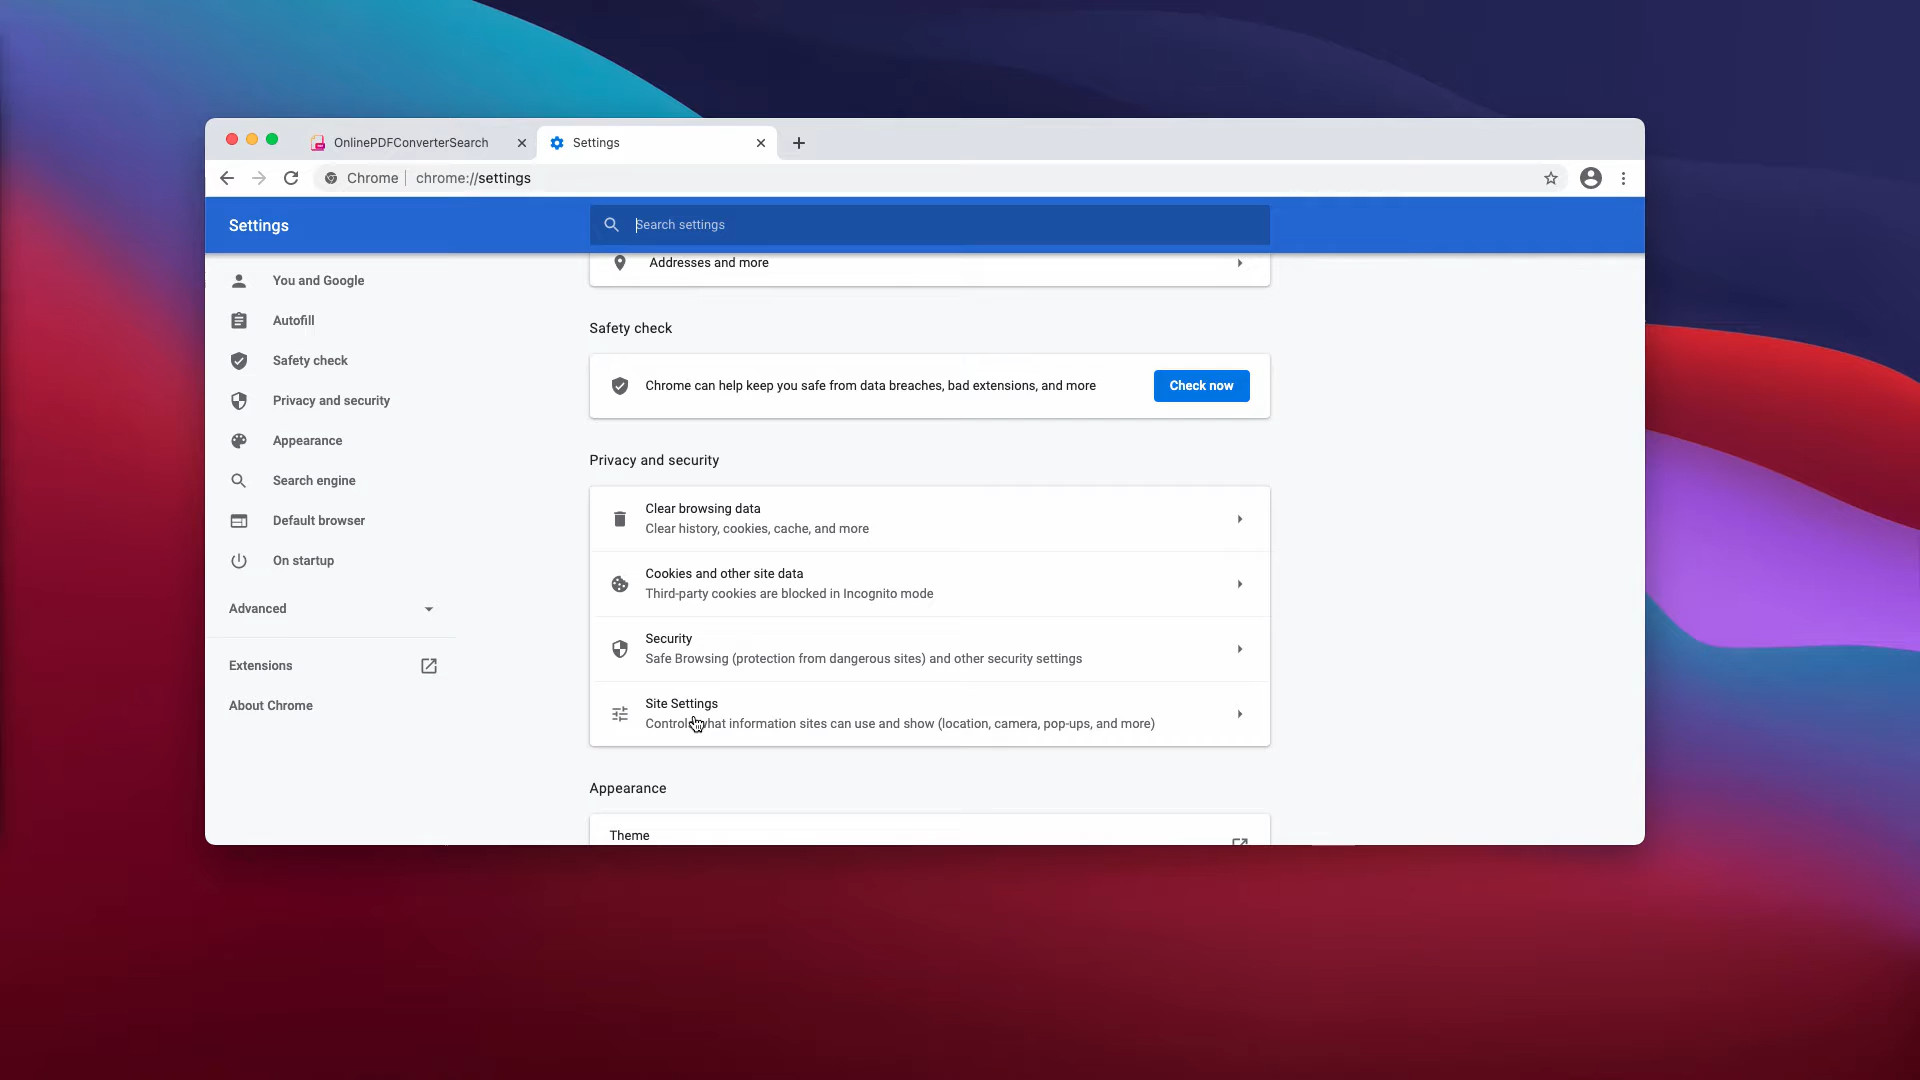 OnlinePDFConverterSearch
Settings
Chrome
chrome://settings
Settings
Search settings
You and Google
Autofill
Safety check
Privacy and security
Appearance
Search engine
Default browser
On startup
Advanced
Extensions
About Chrome
Addresses and more
Safety check
Chrome can help keep you safe from data breaches, bad extensions, and more
Check now
Privacy and security
Clear browsing data
Clear history, cookies, cache, and more
Cookies and other site data
Third-party cookies are blocked in Incognito mode
Security
Safe Browsing (protection from dangerous sites) and other security settings
Site Settings
Controls what information sites can use and show (location, camera, pop-ups, and more)
Appearance
Theme